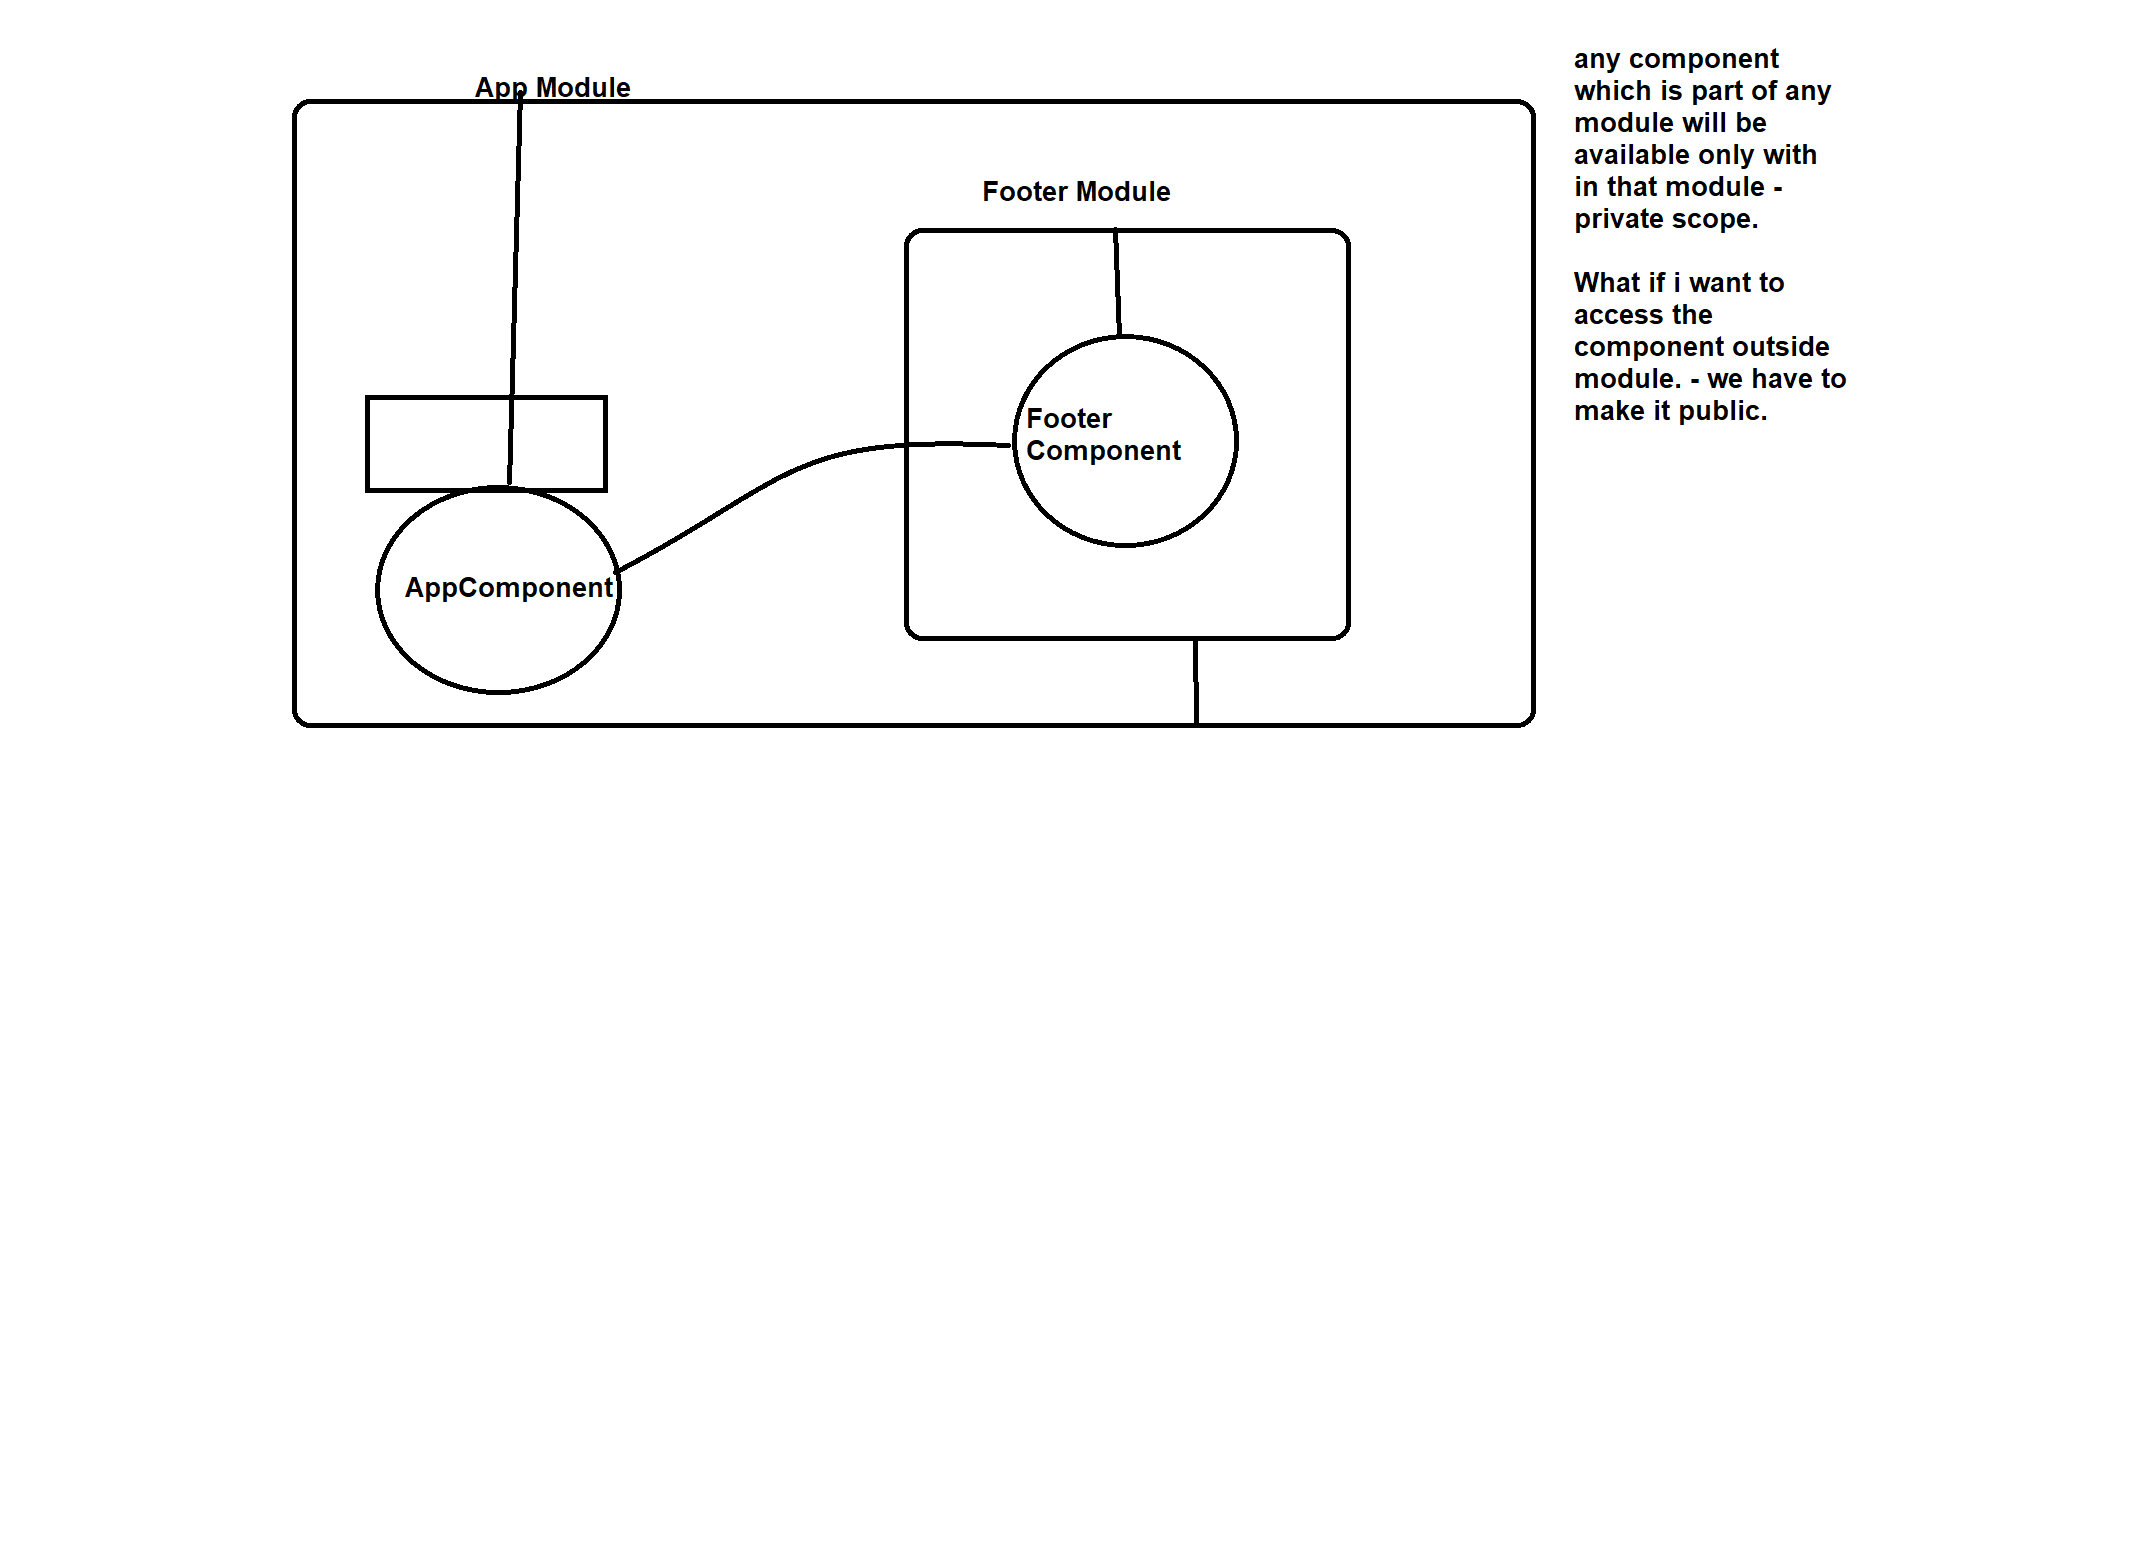 App Module
Footer Module
Footer
Component
AppComponent
any component
which is part of any
module will be
available only with
in that module -
private scope.
What if i want to
access the
component outside
module. - we have to
make it public.